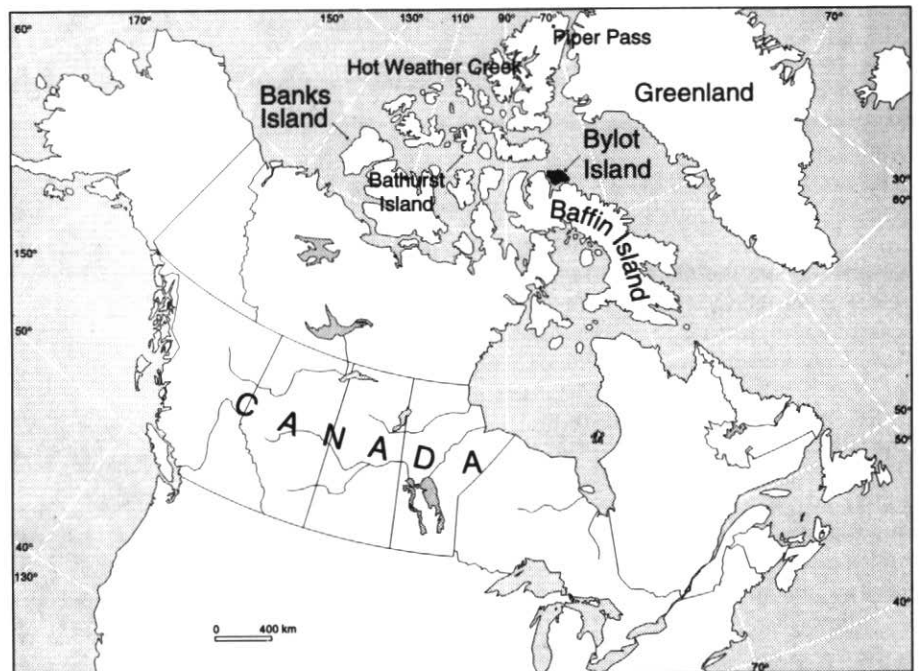 60°
170°
150°
130°
110°
90°
70°
70°
Piper Pass
Hot Weather Creek
Greenland
Banks
Island
Bylot
Island
Bathurst
Island
30°
60°
Baffin Island
150°
50°
CANADA
50°
50°
40°
130°
40°
0 400 km
70°